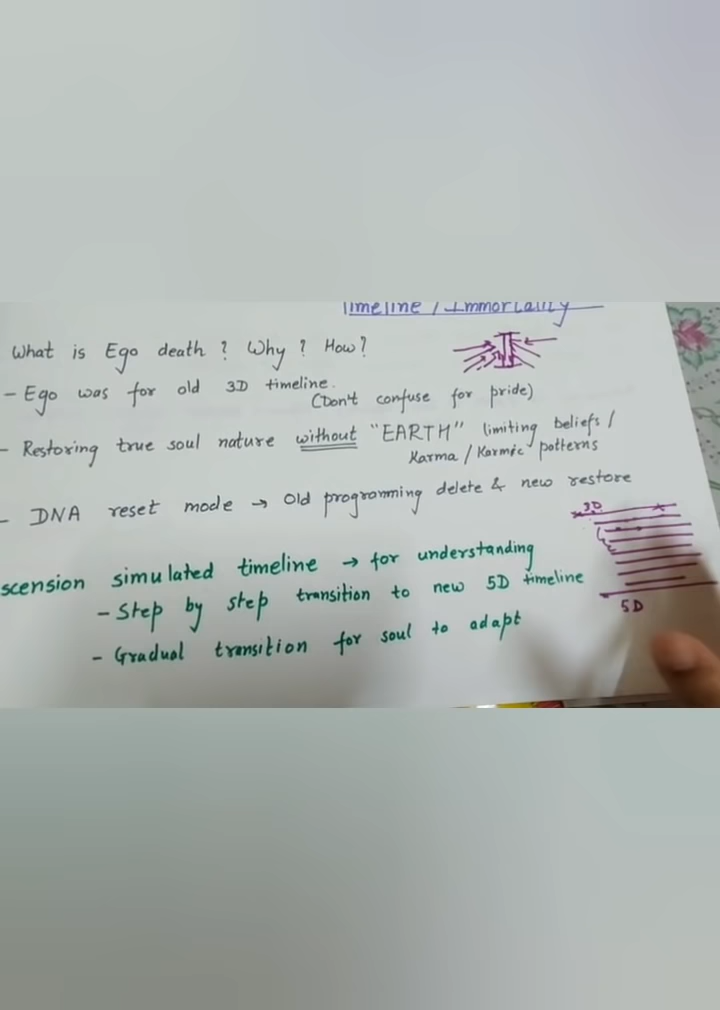 Timeline / Immortality
What is Ego death ? Why ? How ?
- Ego was for old 3D timeline.
(Don't confuse for pride)
- Restoring true soul nature without "EARTH" limiting beliefs /
Karma / Karmic patterns
- DNA reset mode → Old programming delete & new restore
3D
scension simulated timeline → for understanding
- Step by step transition to new 5D timeline
5D
- Gradual transition for soul to adapt